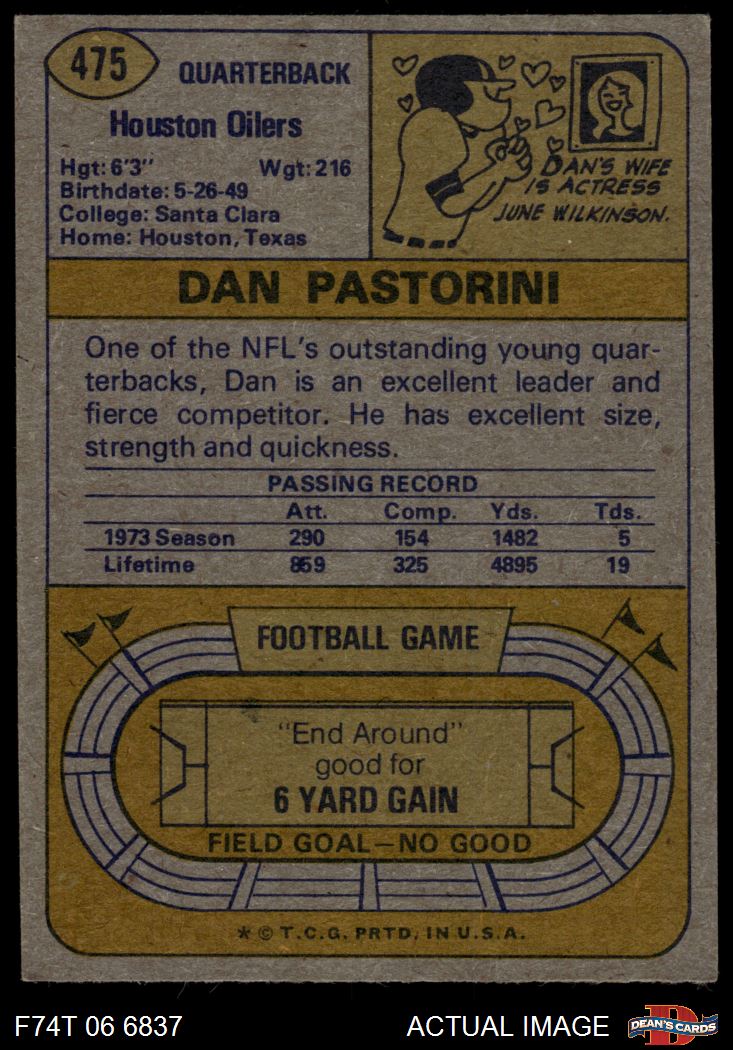 475
QUARTERBACK
Houston Oilers
Hgt: 6'3" Wgt: 216
Birthdate: 5-26-49
College: Santa Clara
Home: Houston, Texas
DAN'S WIFE
IS ACTRESS
JUNE WILKINSON.
DAN PASTORINI
One of the NFL's outstanding young quar-
terbacks, Dan is an excellent leader and
fierce competitor. He has excellent size,
strength and quickness.
PASSING RECORD
Att. Comp. Yds. Tds.
1973 Season 290 154 1482 5
Lifetime 859 325 4895 19
FOOTBALL GAME
"End Around"
good for
6 YARD GAIN
FIELD GOAL—NO GOOD
* © T.C.G. PRTD. IN U.S.A.
F74T 06 6837 ACTUAL IMAGE
D
DEAN'S CARDS